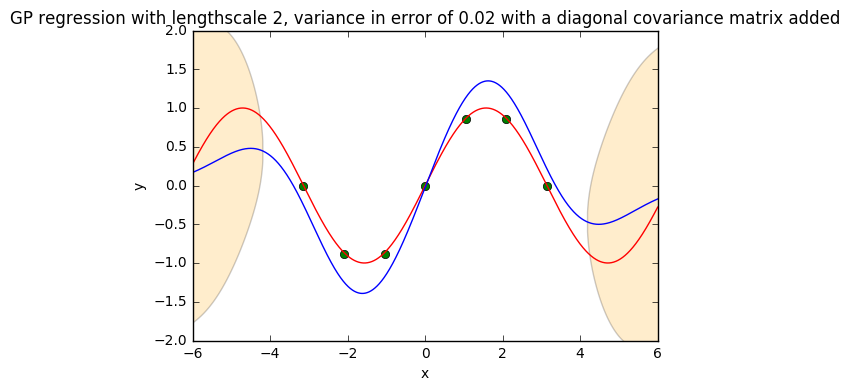 GP regression with lengthscale 2, variance in error of 0.02 with a diagonal covariance matrix added
2.0
1.5
1.0
0.5
0.0
−0.5
−1.0
−1.5
−2.0
y
−6 −4 −2 0 2 4 6
x